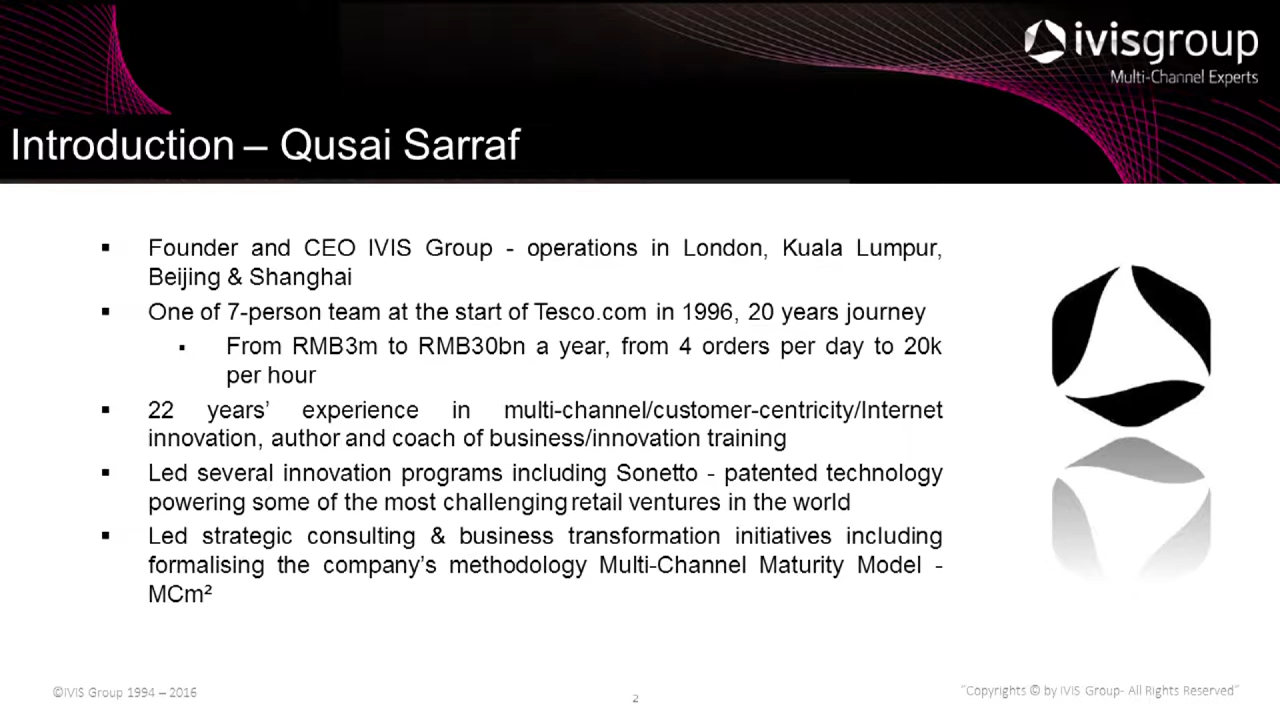 ivisgroup
Multi-Channel Experts
Introduction – Qusai Sarraf
▪ Founder and CEO IVIS Group - operations in London, Kuala Lumpur,
Beijing & Shanghai
▪ One of 7-person team at the start of Tesco.com in 1996, 20 years journey
▪ From RMB3m to RMB30bn a year, from 4 orders per day to 20k
per hour
▪ 22 years’ experience in multi-channel/customer-centricity/Internet
innovation, author and coach of business/innovation training
▪ Led several innovation programs including Sonetto - patented technology
powering some of the most challenging retail ventures in the world
▪ Led strategic consulting & business transformation initiatives including
formalising the company’s methodology Multi-Channel Maturity Model -
MCm²
©IVIS Group 1994 – 2016
2
“Copyrights © by IVIS Group- All Rights Reserved”